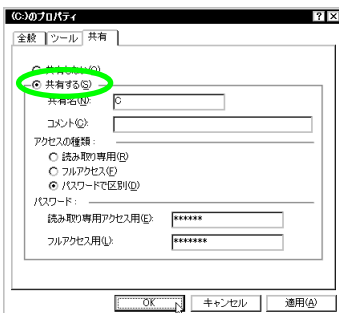 (C:)のプロパティ
全般 ツール 共有
共有しない(O)
共有する(S)
共有名(N): C
コメント(C):
アクセスの種類:
読み取り専用(R)
フルアクセス(F)
パスワードで区別(D)
パスワード:
読み取り専用アクセス用(E): ******
フルアクセス用(L): *******
OK キャンセル 適用(A)